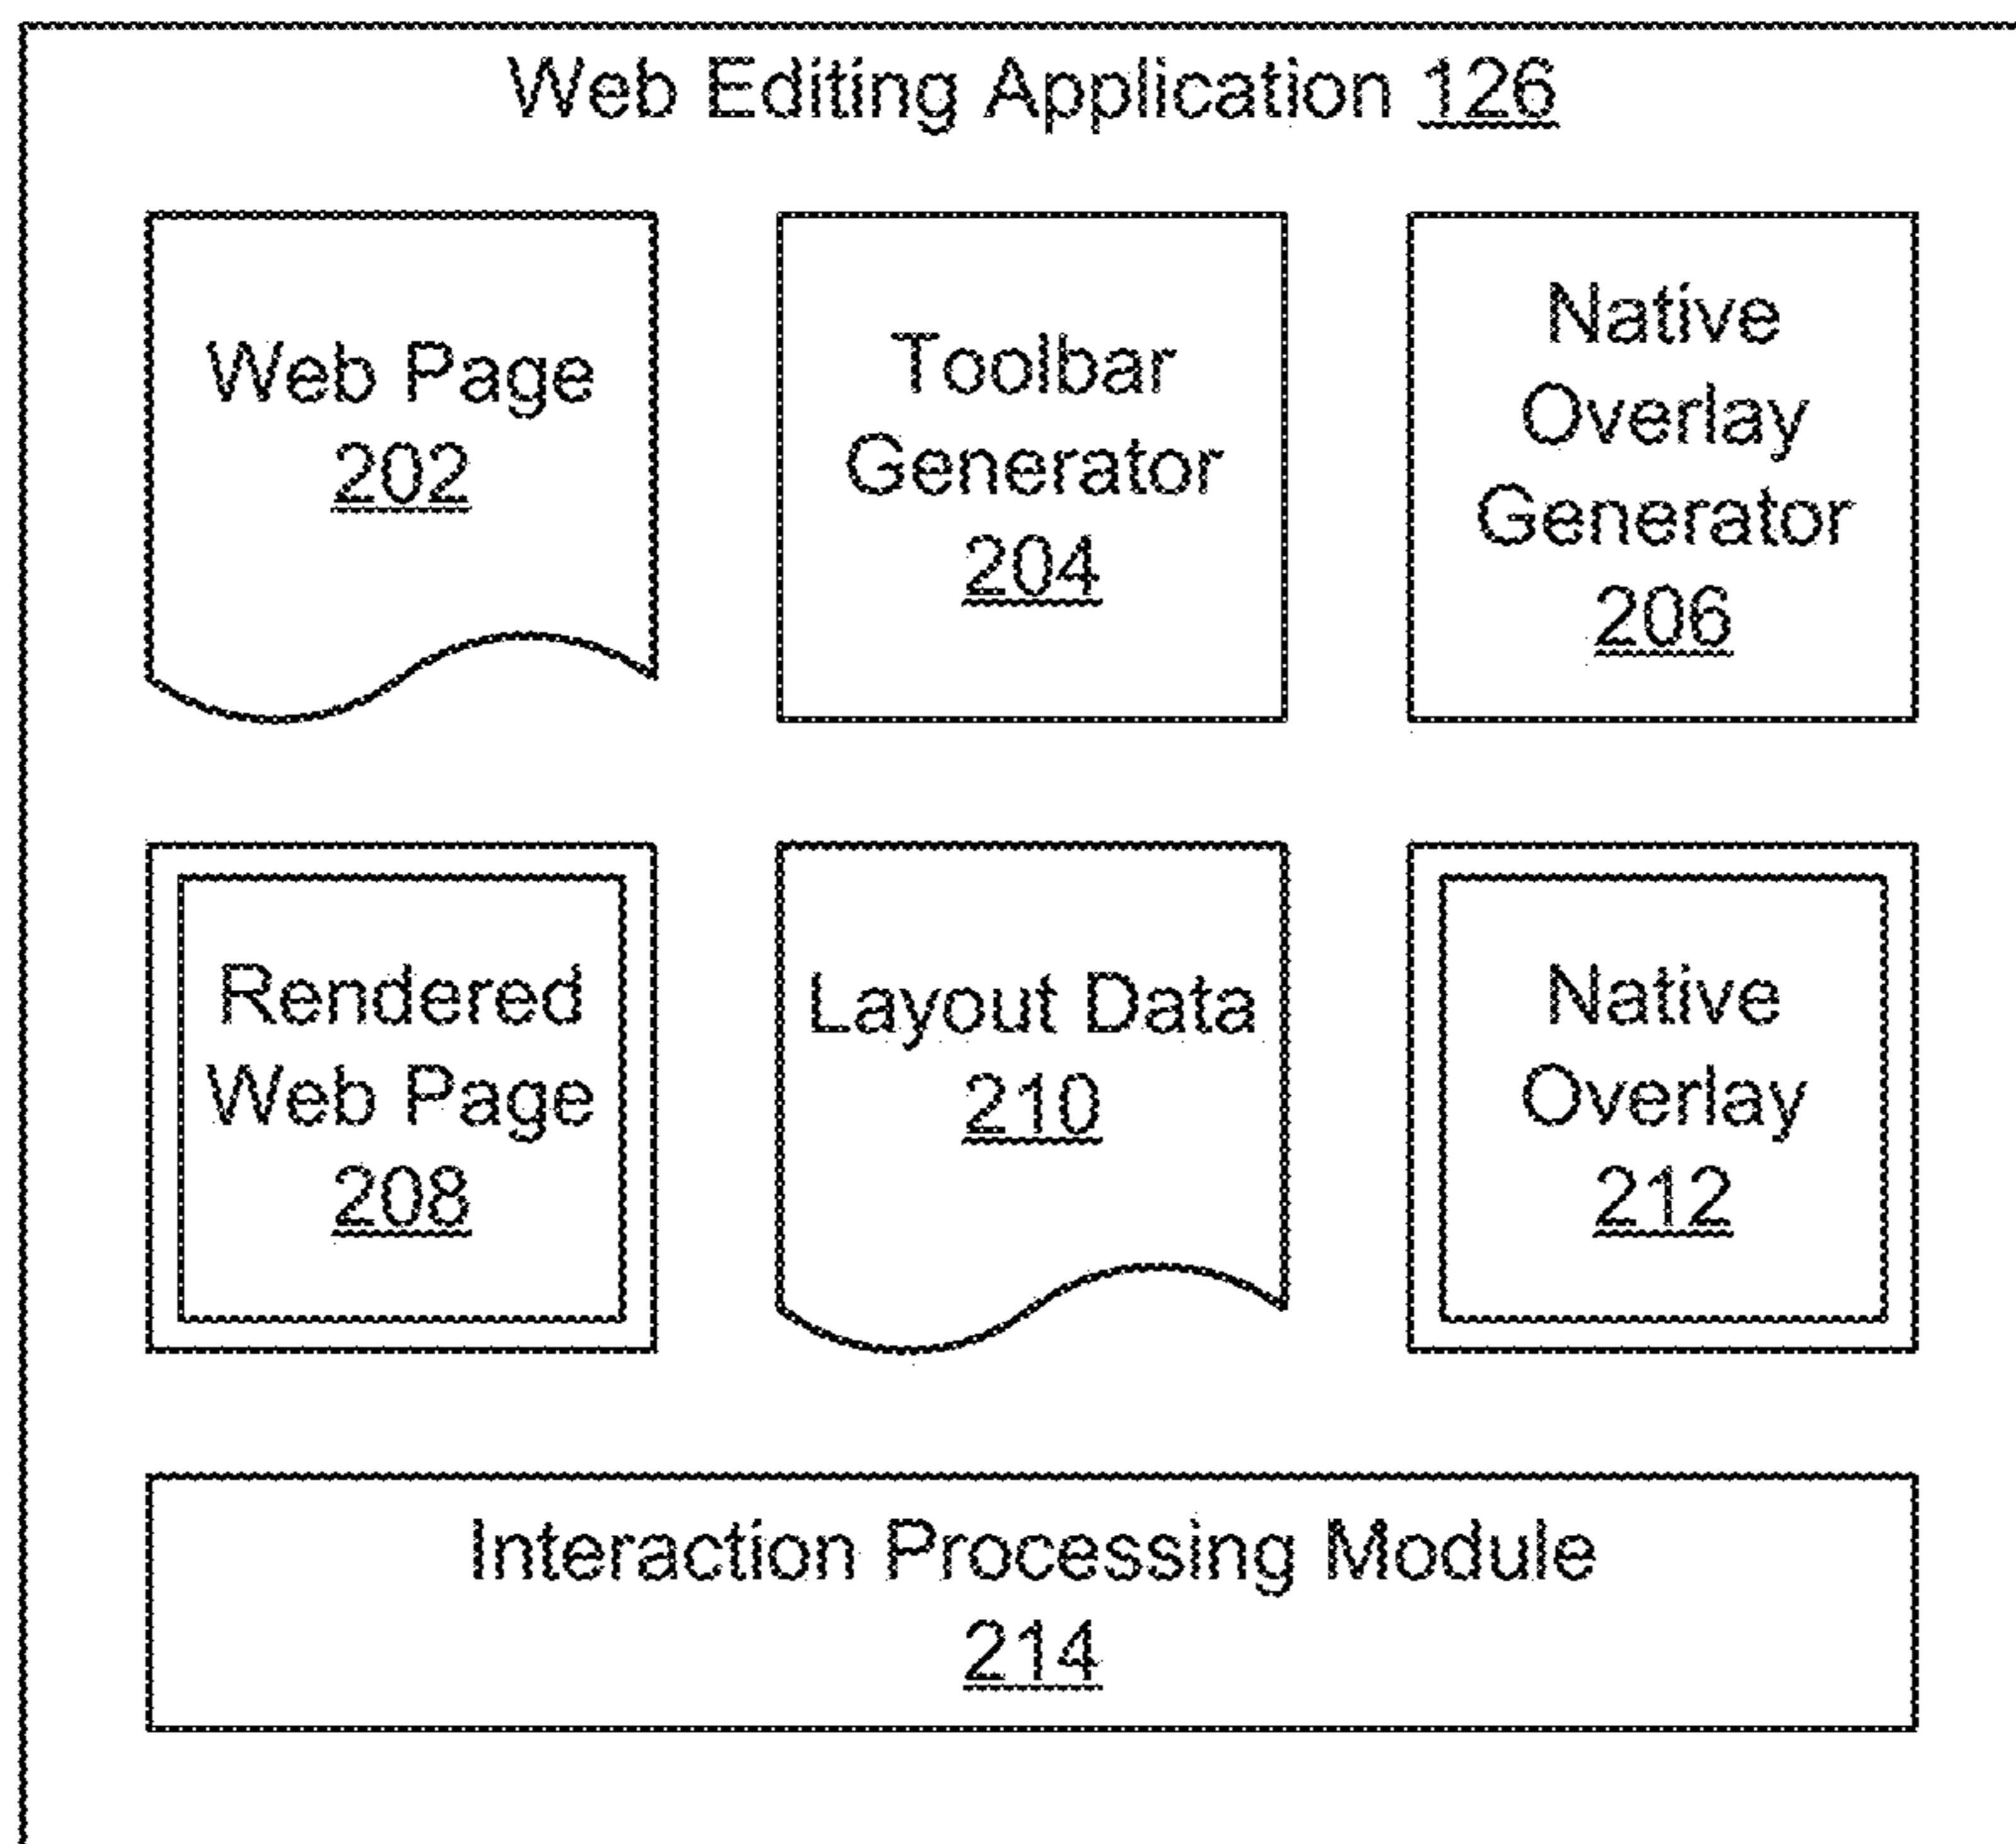 Web Editing Application 126
Web Page
202
Toolbar
Generator
204
Native
Overlay
Generator
206
Rendered
Web Page
208
Layout Data
210
Native
Overlay
212
Interaction Processing Module
214